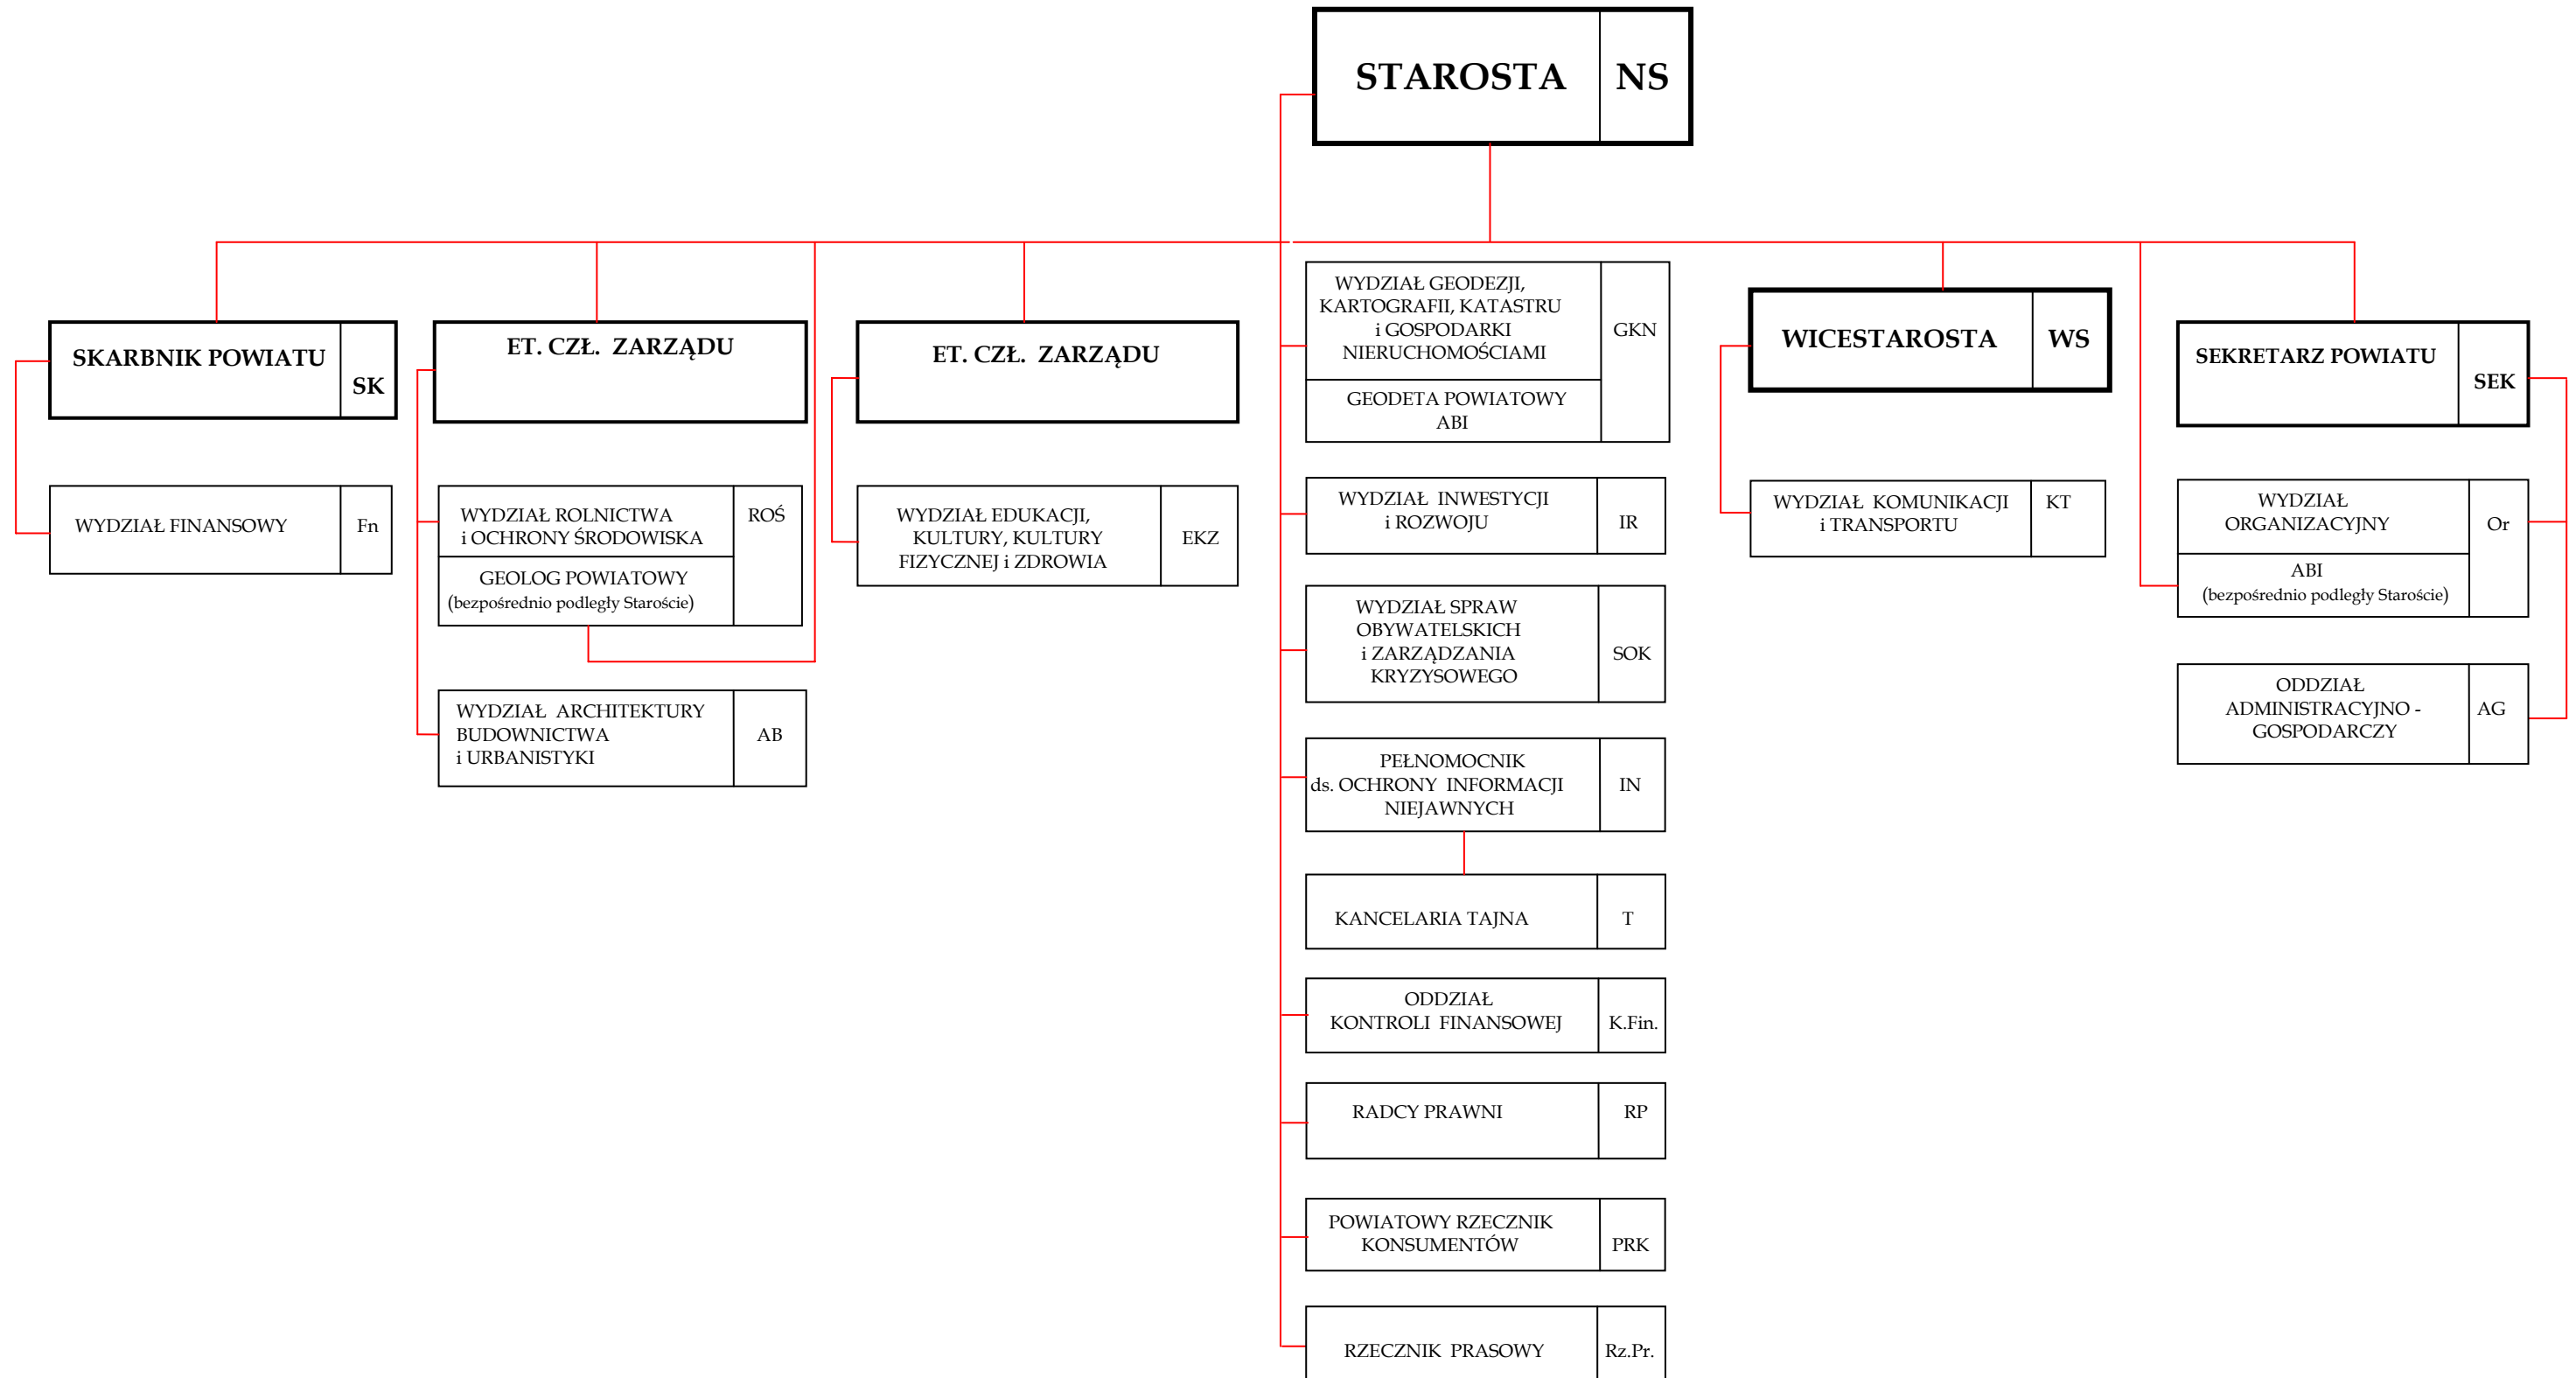 STAROSTA NS
SKARBNIK POWIATU
SK
WYDZIAŁ FINANSOWY Fn
ET. CZŁ. ZARZĄDU
WYDZIAŁ ROLNICTWA ROŚ
i OCHRONY ŚRODOWISKA
GEOLOG POWIATOWY
(bezpośrednio podległy Staroście)
WYDZIAŁ ARCHITEKTURY
BUDOWNICTWA AB
i URBANISTYKI
ET. CZŁ. ZARZĄDU
WYDZIAŁ EDUKACJI,
KULTURY, KULTURY EKZ
FIZYCZNEJ i ZDROWIA
WYDZIAŁ GEODEZJI,
KARTOGRAFII, KATASTRU
i GOSPODARKI GKN
NIERUCHOMOŚCIAMI
GEODETA POWIATOWY
ABI
WYDZIAŁ INWESTYCJI
i ROZWOJU IR
WYDZIAŁ SPRAW
OBYWATELSKICH
i ZARZĄDZANIA SOK
KRYZYSOWEGO
PEŁNOMOCNIK
ds. OCHRONY INFORMACJI IN
NIEJAWNYCH
KANCELARIA TAJNA T
ODDZIAŁ
KONTROLI FINANSOWEJ K.Fin.
RADCY PRAWNI RP
POWIATOWY RZECZNIK
KONSUMENTÓW PRK
RZECZNIK PRASOWY Rz.Pr.
WICESTAROSTA WS
WYDZIAŁ KOMUNIKACJI KT
i TRANSPORTU
SEKRETARZ POWIATU
SEK
WYDZIAŁ
ORGANIZACYJNY Or
ABI
(bezpośrednio podległy Staroście)
ODDZIAŁ
ADMINISTRACYJNO - AG
GOSPODARCZY